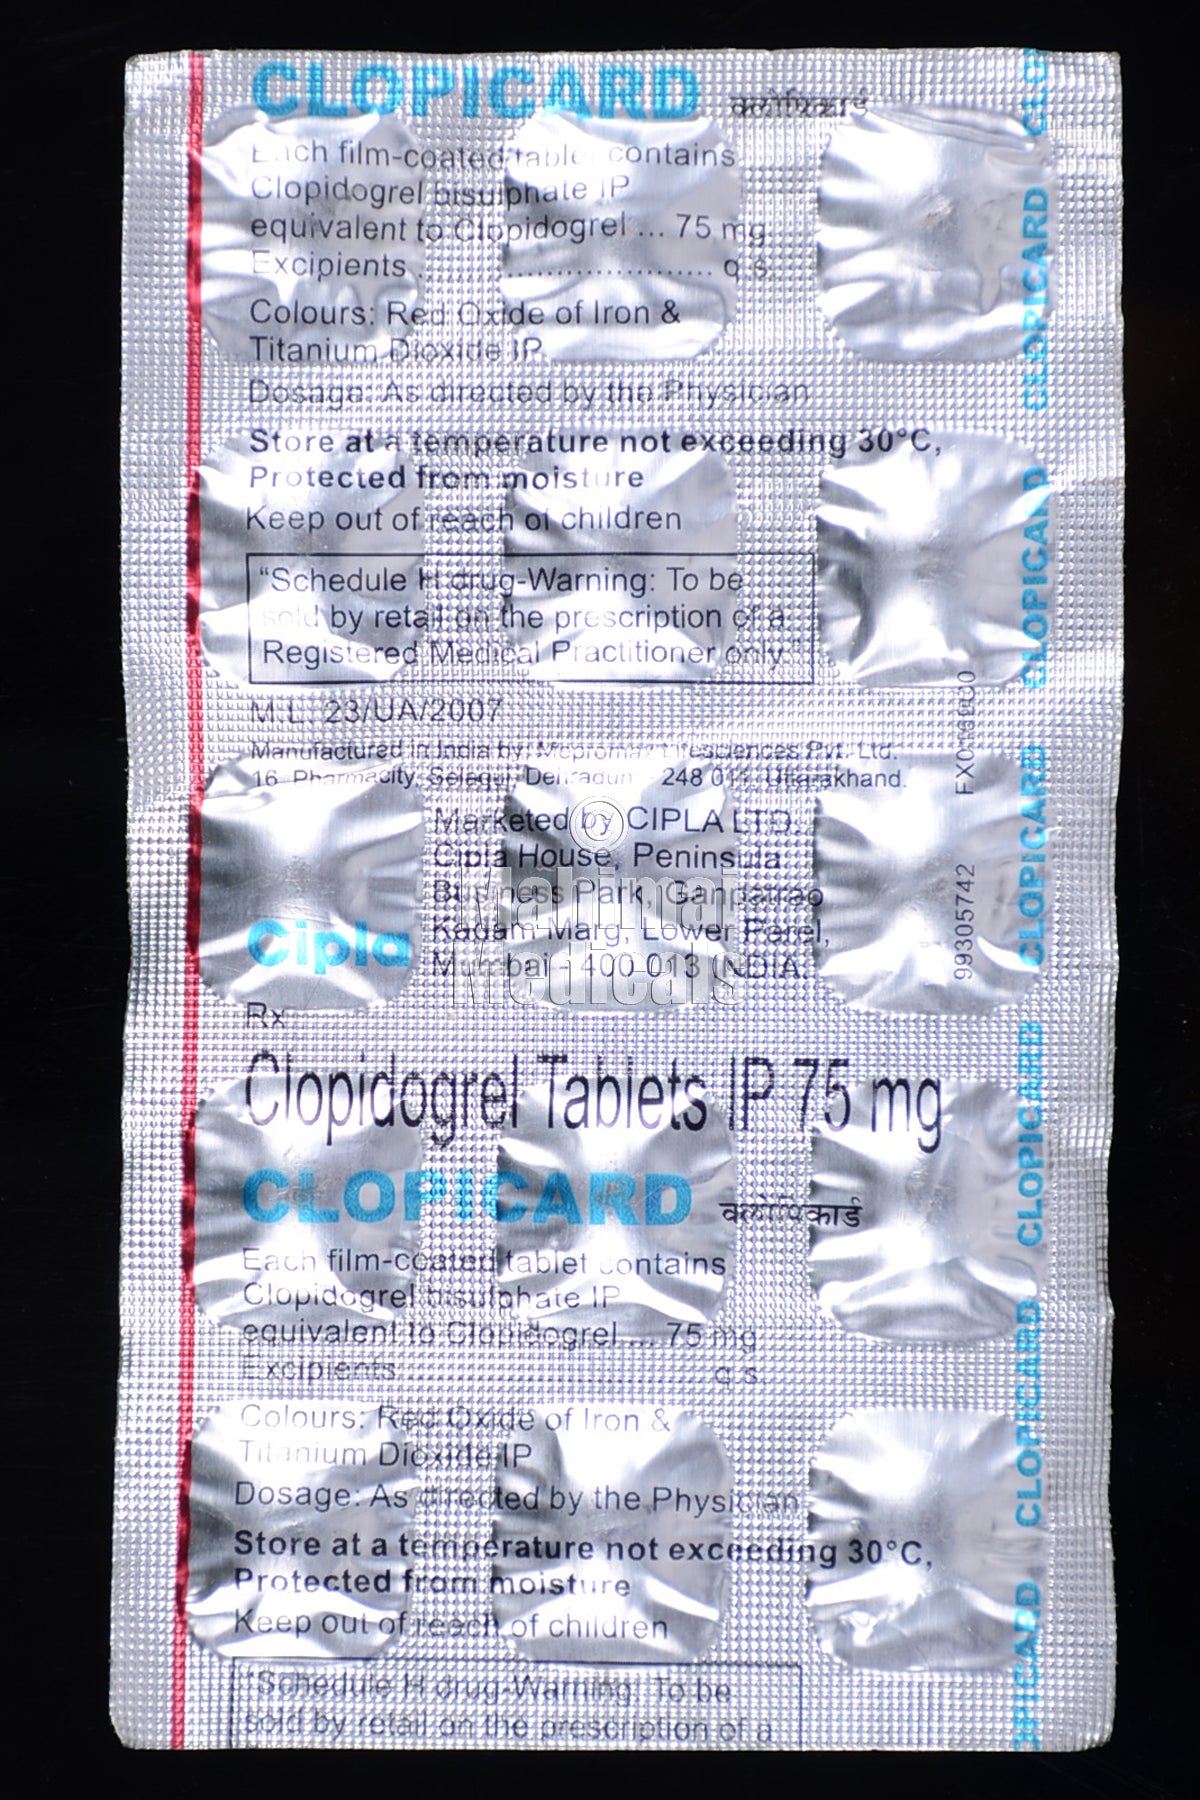 CLOPICARD क्लोपिकार्ड
Each film-coated tablet contains
Clopidogrel bisulphate IP
equivalent to Clopidogrel ... 75 mg
Excipients ........................... q.s.
Colours: Red Oxide of Iron &
Titanium Dioxide IP
Dosage: As directed by the Physician
Store at a temperature not exceeding 30°C,
Protected from moisture
Keep out of reach of children
"Schedule H drug-Warning: To be
sold by retail on the prescription of a
Registered Medical Practitioner only."
M.L. 23/UA/2007
Manufactured in India by: Mepromax Lifesciences Pvt. Ltd.
16, Pharmacity, Selaqui, Dehradun - 248 011, Uttarakhand.
Marketed by CIPLA LTD.
Cipla House, Peninsula
Business Park, Ganpatrao
Kadam Marg, Lower Parel,
Cipla Mumbai - 400 013 INDIA.
©
Mahimai
Medicals
99305742
Rx
Clopidogrel Tablets IP 75 mg
CLOPICARD क्लोपिकार्ड
Each film-coated tablet contains
Clopidogrel bisulphate IP
equivalent to Clopidogrel ... 75 mg
Excipients ........................... q.s.
Colours: Red Oxide of Iron &
Titanium Dioxide IP
Dosage: As directed by the Physician
Store at a temperature not exceeding 30°C,
Protected from moisture
Keep out of reach of children
"Schedule H drug-Warning: To be
sold by retail on the prescription of a
OPICARD CLOPICARD CLOPICARD CLOPICARD CLOPICARD CLOPICARD CLO